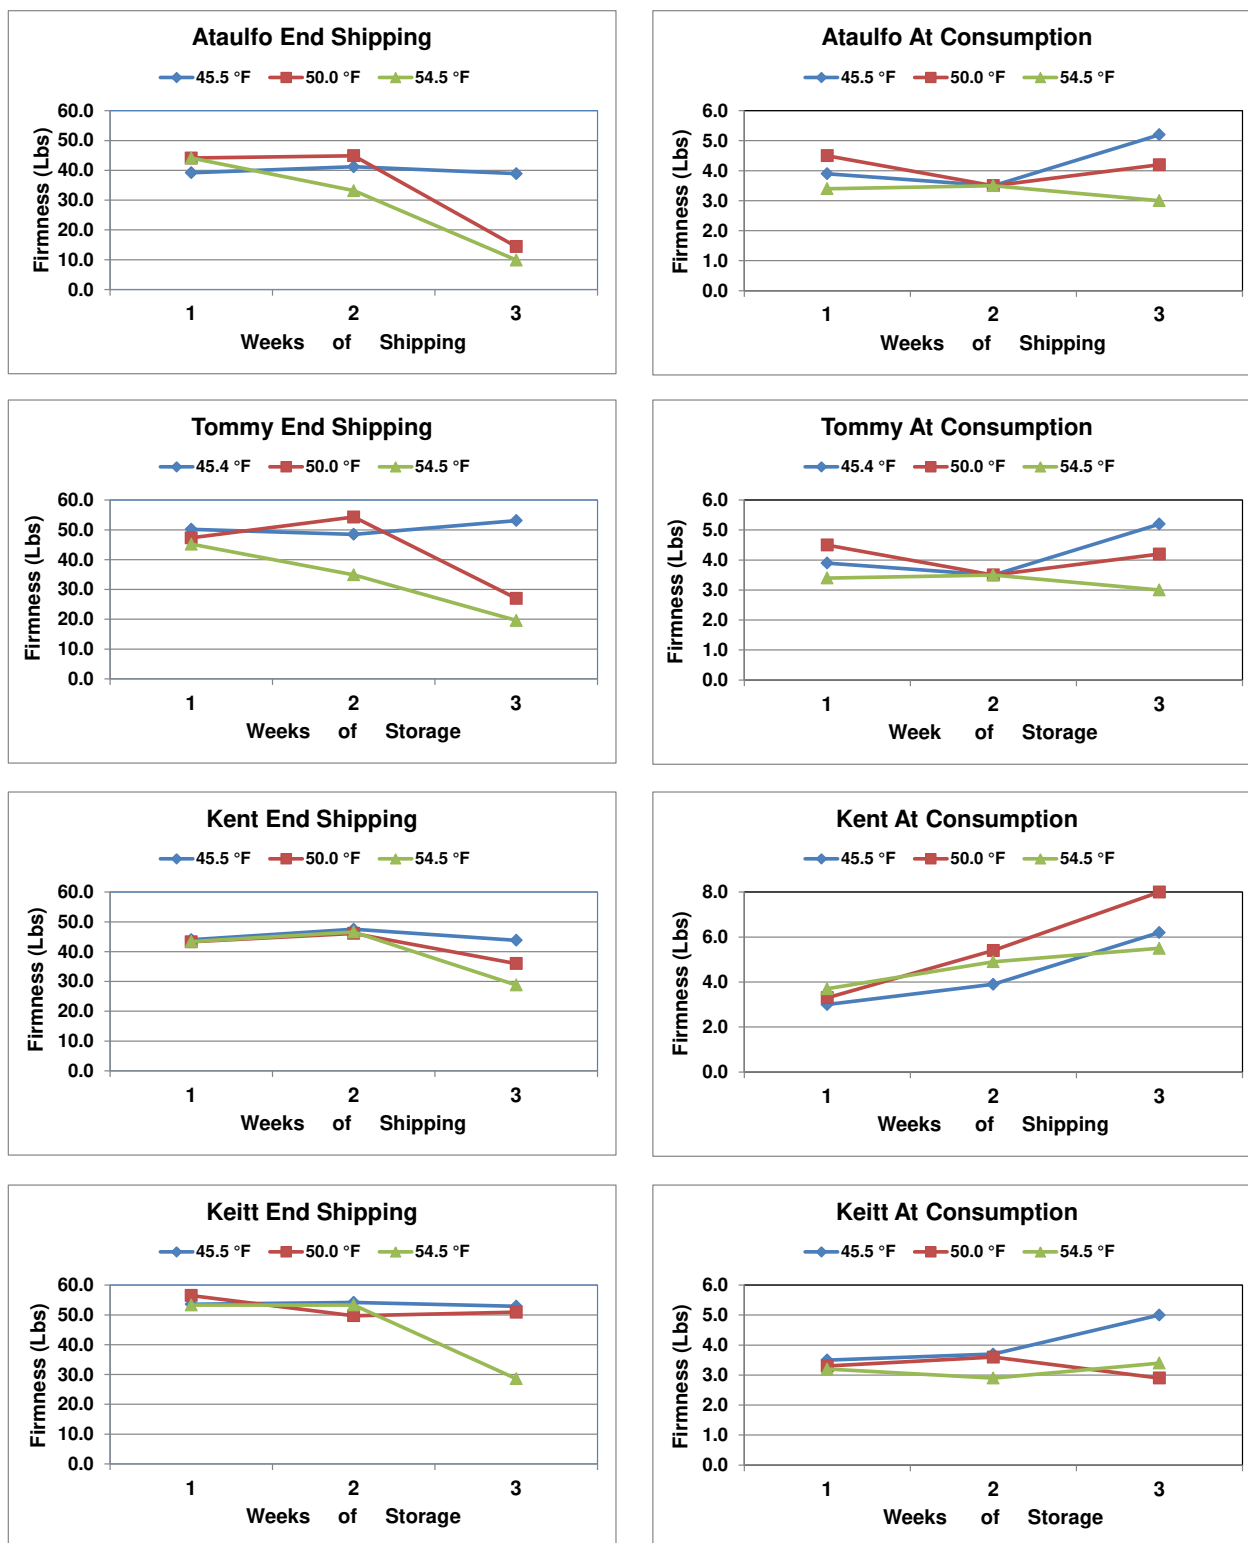 Ataulfo End Shipping
45.5 °F 50.0 °F 54.5 °F
Firmness (Lbs)
60.0
50.0
40.0
30.0
20.0
10.0
0.0
1 2 3
Weeks of Shipping
Ataulfo At Consumption
45.5 °F 50.0 °F 54.5 °F
Firmness (Lbs)
6.0
5.0
4.0
3.0
2.0
1.0
0.0
1 2 3
Weeks of Shipping
Tommy End Shipping
45.4 °F 50.0 °F 54.5 °F
Firmness (Lbs)
60.0
50.0
40.0
30.0
20.0
10.0
0.0
1 2 3
Weeks of Storage
Tommy At Consumption
45.4 °F 50.0 °F 54.5 °F
Firmness (Lbs)
6.0
5.0
4.0
3.0
2.0
1.0
0.0
1 2 3
Week of Storage
Kent End Shipping
45.5 °F 50.0 °F 54.5 °F
Firmness (Lbs)
60.0
50.0
40.0
30.0
20.0
10.0
0.0
1 2 3
Weeks of Shipping
Kent At Consumption
45.5 °F 50.0 °F 54.5 °F
Firmness (Lbs)
8.0
6.0
4.0
2.0
0.0
1 2 3
Weeks of Shipping
Keitt End Shipping
45.5 °F 50.0 °F 54.5 °F
Firmness (Lbs)
60.0
50.0
40.0
30.0
20.0
10.0
0.0
1 2 3
Weeks of Storage
Keitt At Consumption
45.5 °F 50.0 °F 54.5 °F
Firmness (Lbs)
6.0
5.0
4.0
3.0
2.0
1.0
0.0
1 2 3
Weeks of Storage